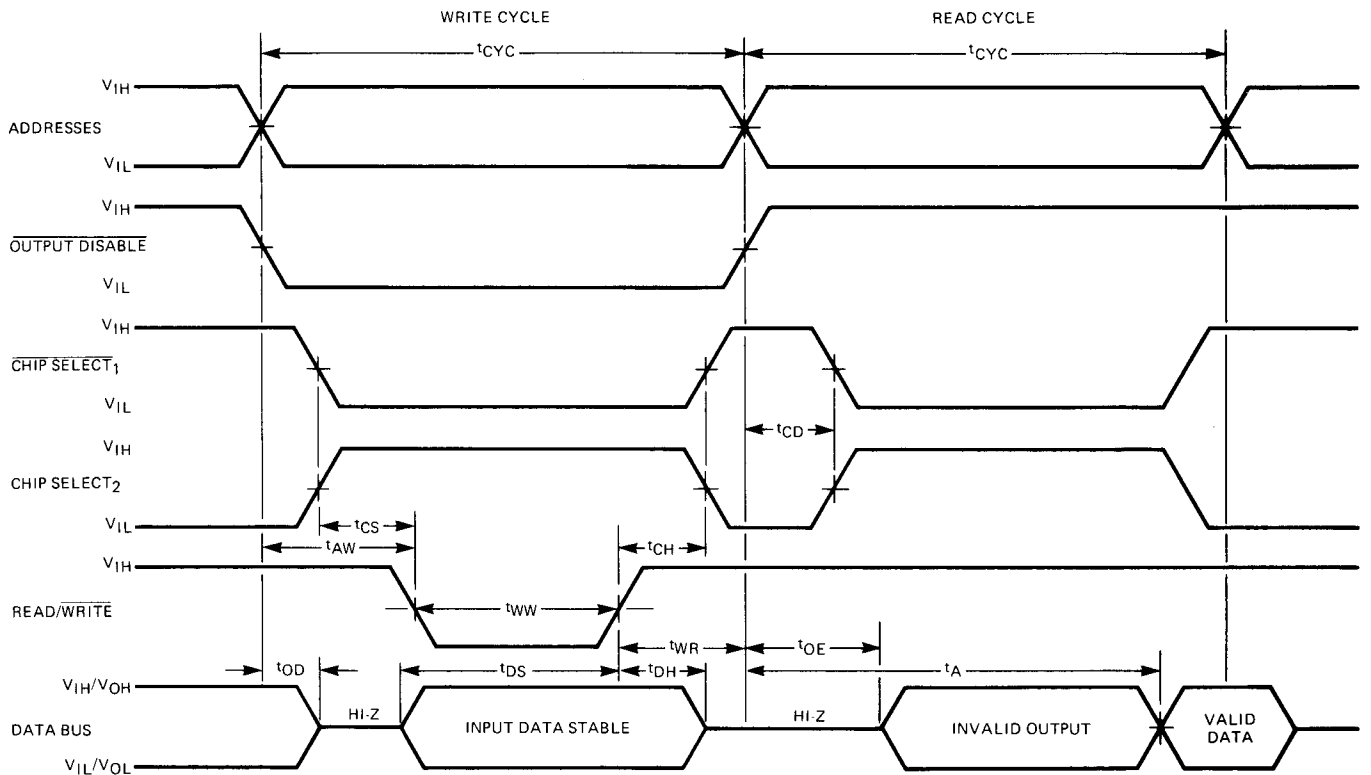 WRITE CYCLE
READ CYCLE
tCYC
tCYC
VIH
ADDRESSES
VIL
VIH
OUTPUT DISABLE
VIL
VIH
CHIP SELECT1
VIL
tCD
VIH
CHIP SELECT2
VIL
tCS
tAW
tCH
VIH
READ/WRITE
tWW
tWR
tOE
tOD
tDS
tDH
tA
VIH/VOH
DATA BUS
HI-Z
INPUT DATA STABLE
HI-Z
INVALID OUTPUT
VALID
DATA
VIL/VOL